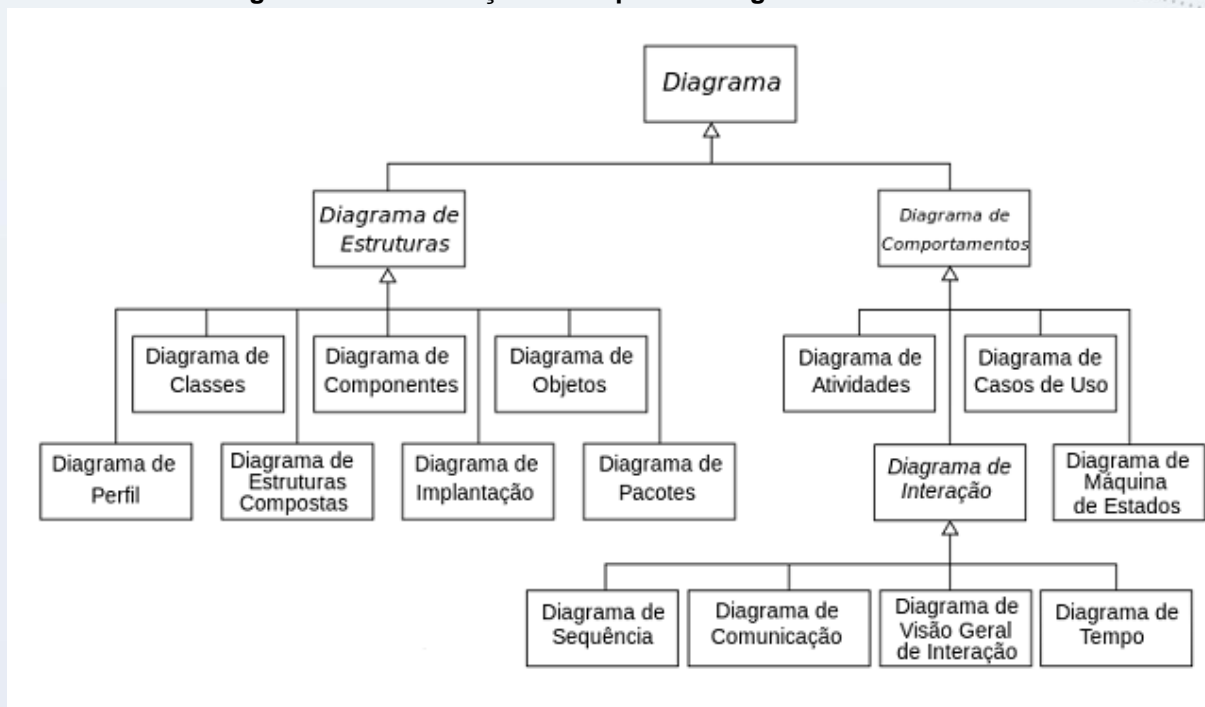 Diagrama
Diagrama de
Estruturas
Diagrama de
Comportamentos
Diagrama de
Classes
Diagrama de
Componentes
Diagrama de
Objetos
Diagrama de
Atividades
Diagrama de
Casos de Uso
Diagrama de
Perfil
Diagrama de
Estruturas
Compostas
Diagrama de
Implantação
Diagrama de
Pacotes
Diagrama de
Interação
Diagrama de
Máquina
de Estados
Diagrama de
Sequência
Diagrama de
Comunicação
Diagrama de
Visão Geral
de Interação
Diagrama de
Tempo